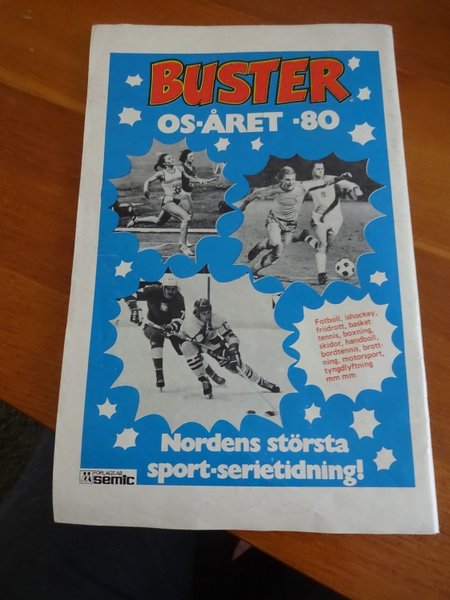 BUSTER
OS-ÅRET -80
Fotboll, ishockey,
friidrott, basket
tennis, boxning,
skidor, handboll,
bordtennis, brott-
ning, motorsport,
tyngdlyftning
mm mm
Nordens största
sport-serietidning!
FÖRLAGS AB
semic